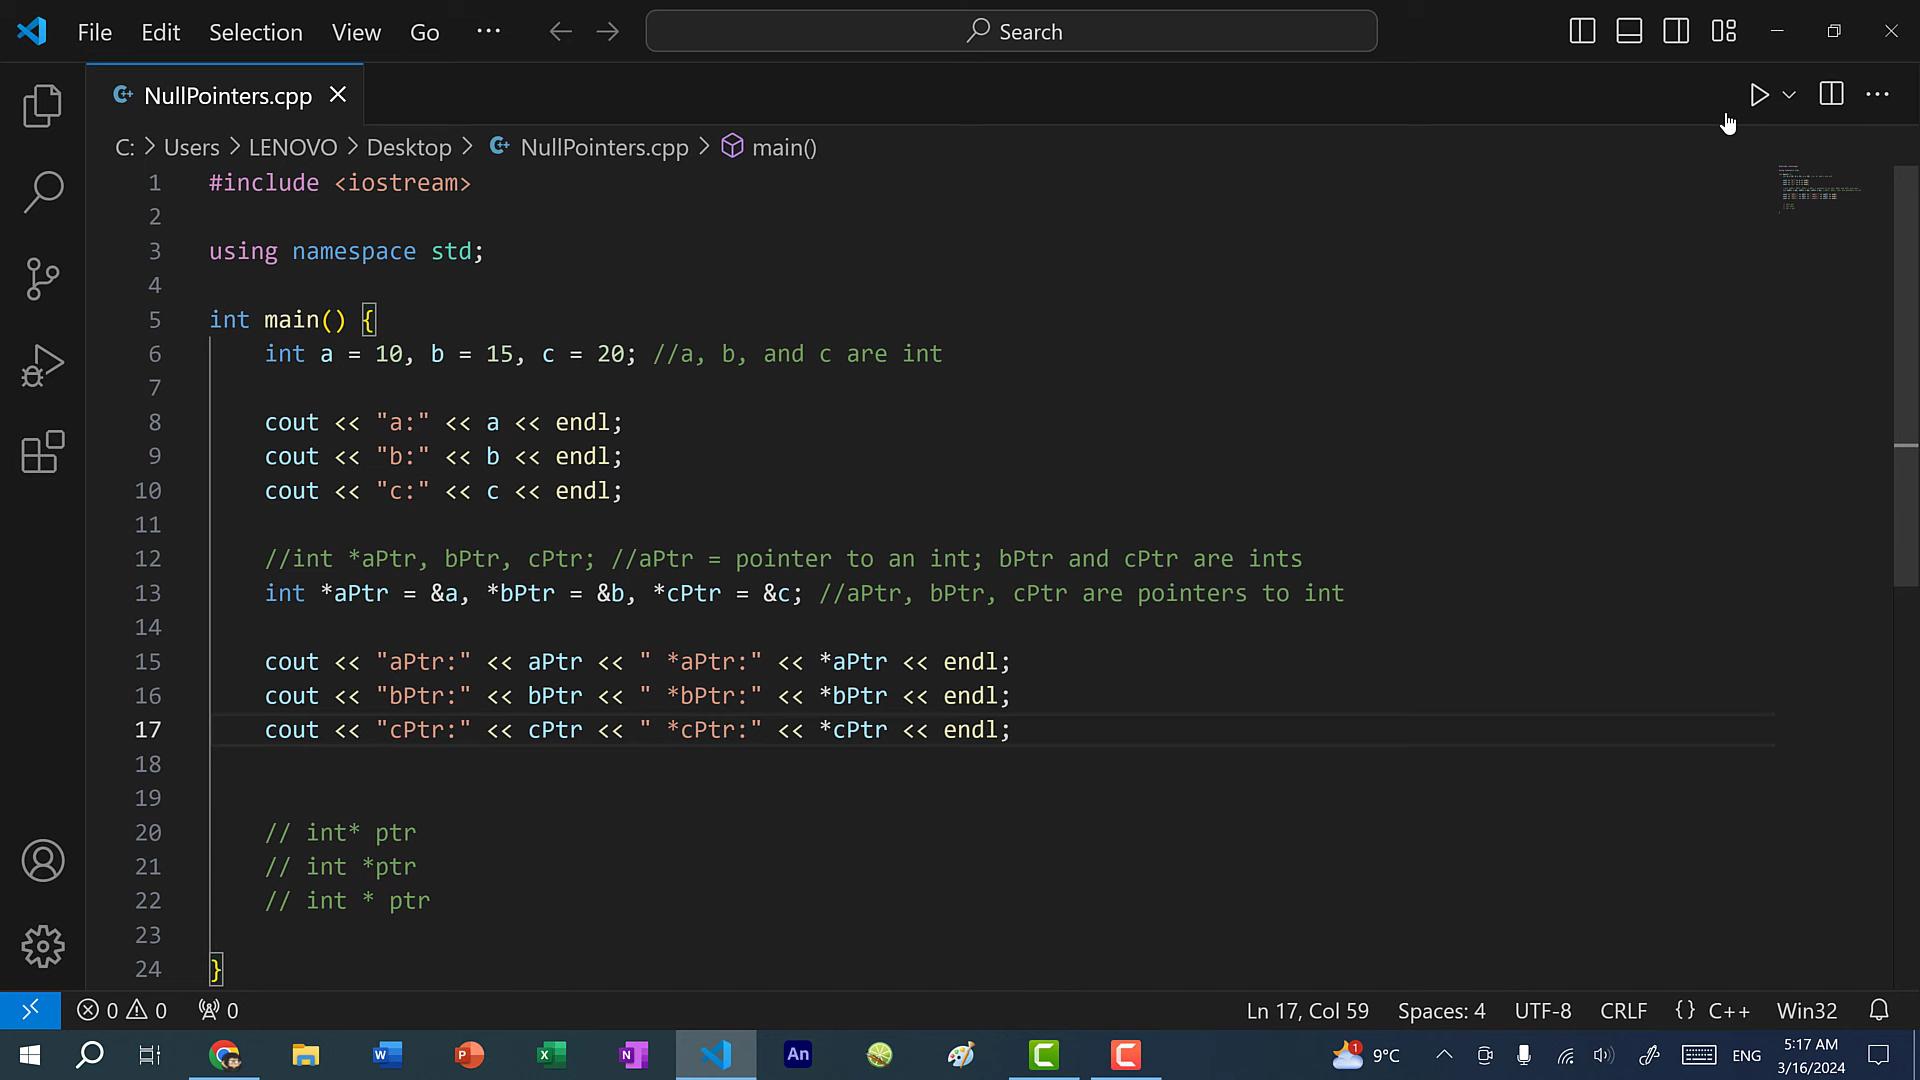 File Edit Selection View Go ··· Search
NullPointers.cpp
C: > Users > LENOVO > Desktop > NullPointers.cpp > main()
1 #include <iostream>
2
3 using namespace std;
4
5 int main() {
6 int a = 10, b = 15, c = 20; //a, b, and c are int
7
8 cout << "a:" << a << endl;
9 cout << "b:" << b << endl;
10 cout << "c:" << c << endl;
11
12 //int *aPtr, bPtr, cPtr; //aPtr = pointer to an int; bPtr and cPtr are ints
13 int *aPtr = &a, *bPtr = &b, *cPtr = &c; //aPtr, bPtr, cPtr are pointers to int
14
15 cout << "aPtr:" << aPtr << " *aPtr:" << *aPtr << endl;
16 cout << "bPtr:" << bPtr << " *bPtr:" << *bPtr << endl;
17 cout << "cPtr:" << cPtr << " *cPtr:" << *cPtr << endl;
18
19
20 // int* ptr
21 // int *ptr
22 // int * ptr
23
24 }
0 0 0 Ln 17, Col 59 Spaces: 4 UTF-8 CRLF {} C++ Win32
W P X N An C C 1 9°C ENG 5:17 AM
3/16/2024